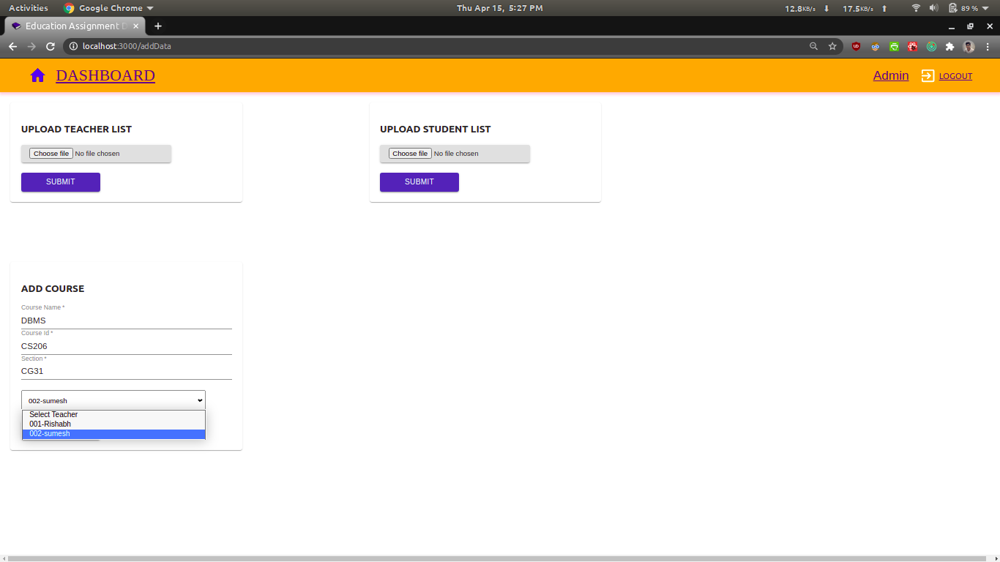 Activities Google Chrome Thu Apr 15, 5:27 PM 12.8KB/s 17.5KB/s 89 %
Education Assignment
localhost:3000/addData
DASHBOARD Admin LOGOUT
UPLOAD TEACHER LIST
Choose file No file chosen
SUBMIT
UPLOAD STUDENT LIST
Choose file No file chosen
SUBMIT
ADD COURSE
Course Name *
DBMS
Course Id *
CS206
Section *
CG31
002-sumesh
Select Teacher
001-Rishabh
002-sumesh